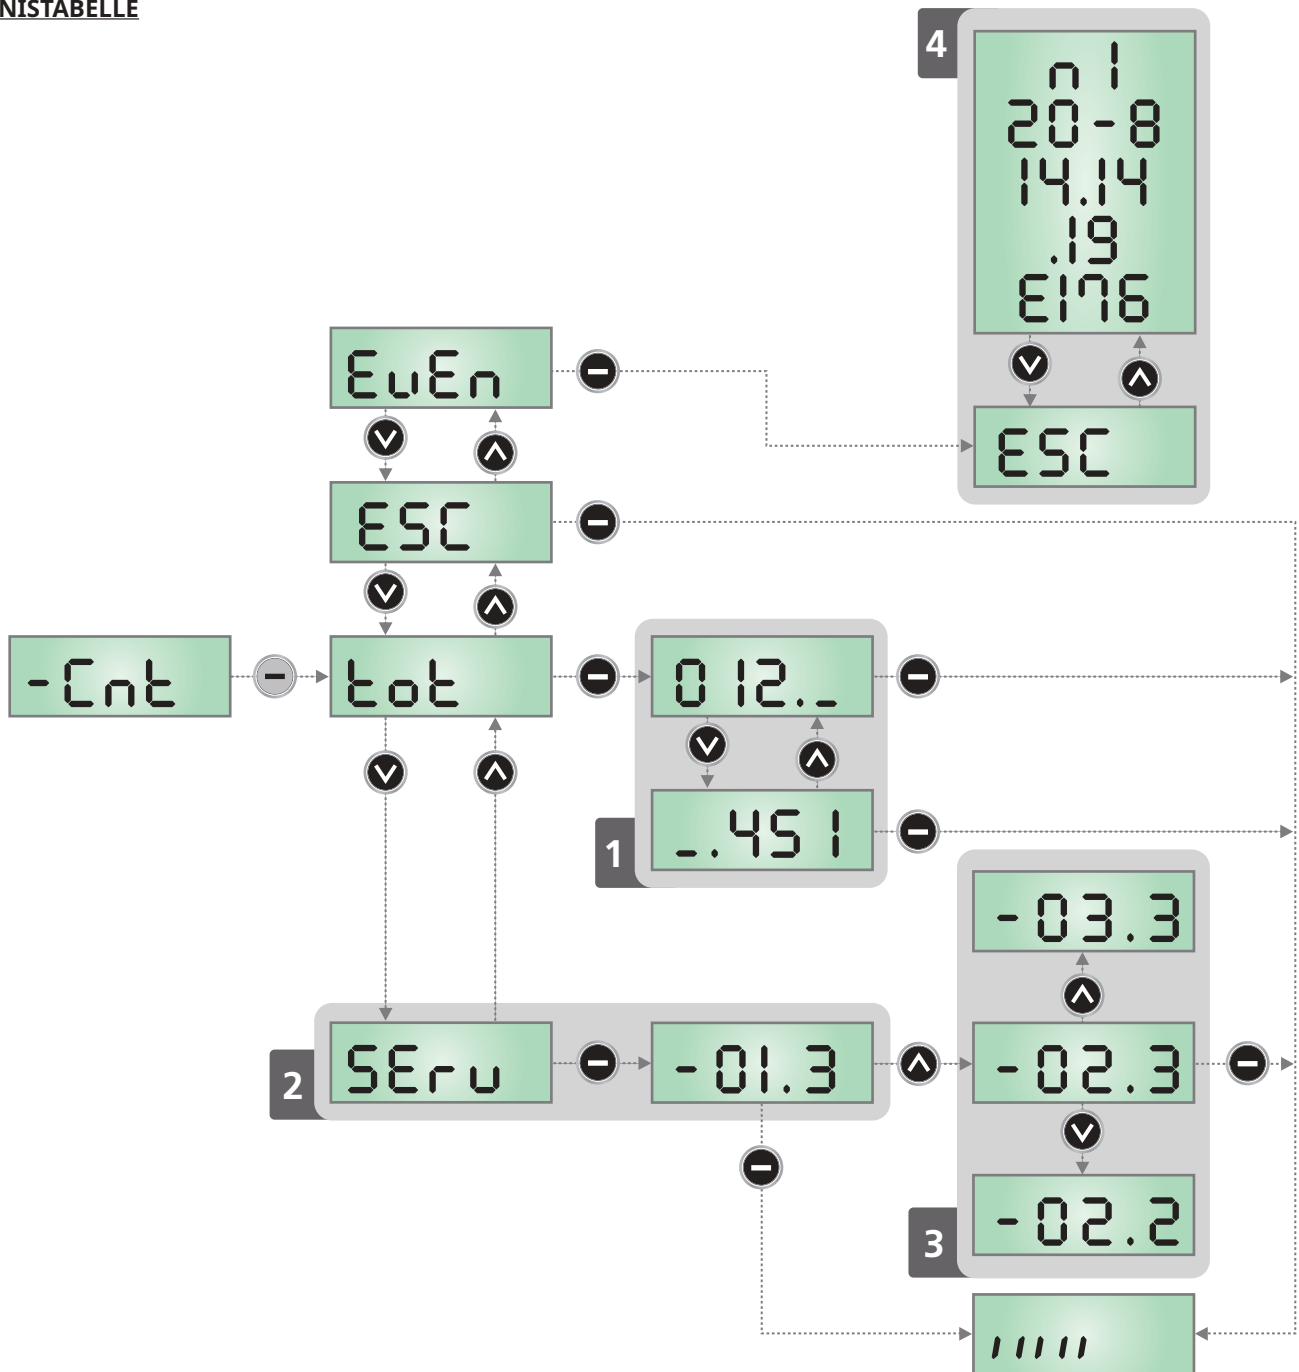 NISTABELLE
4
n 1
20-8
14.14
.19
E176
EvEn
ESC
ESC
-Cnt
tot
012._
_.451
1
-03.3
2
SEru
-01.3
-02.3
-02.2
3